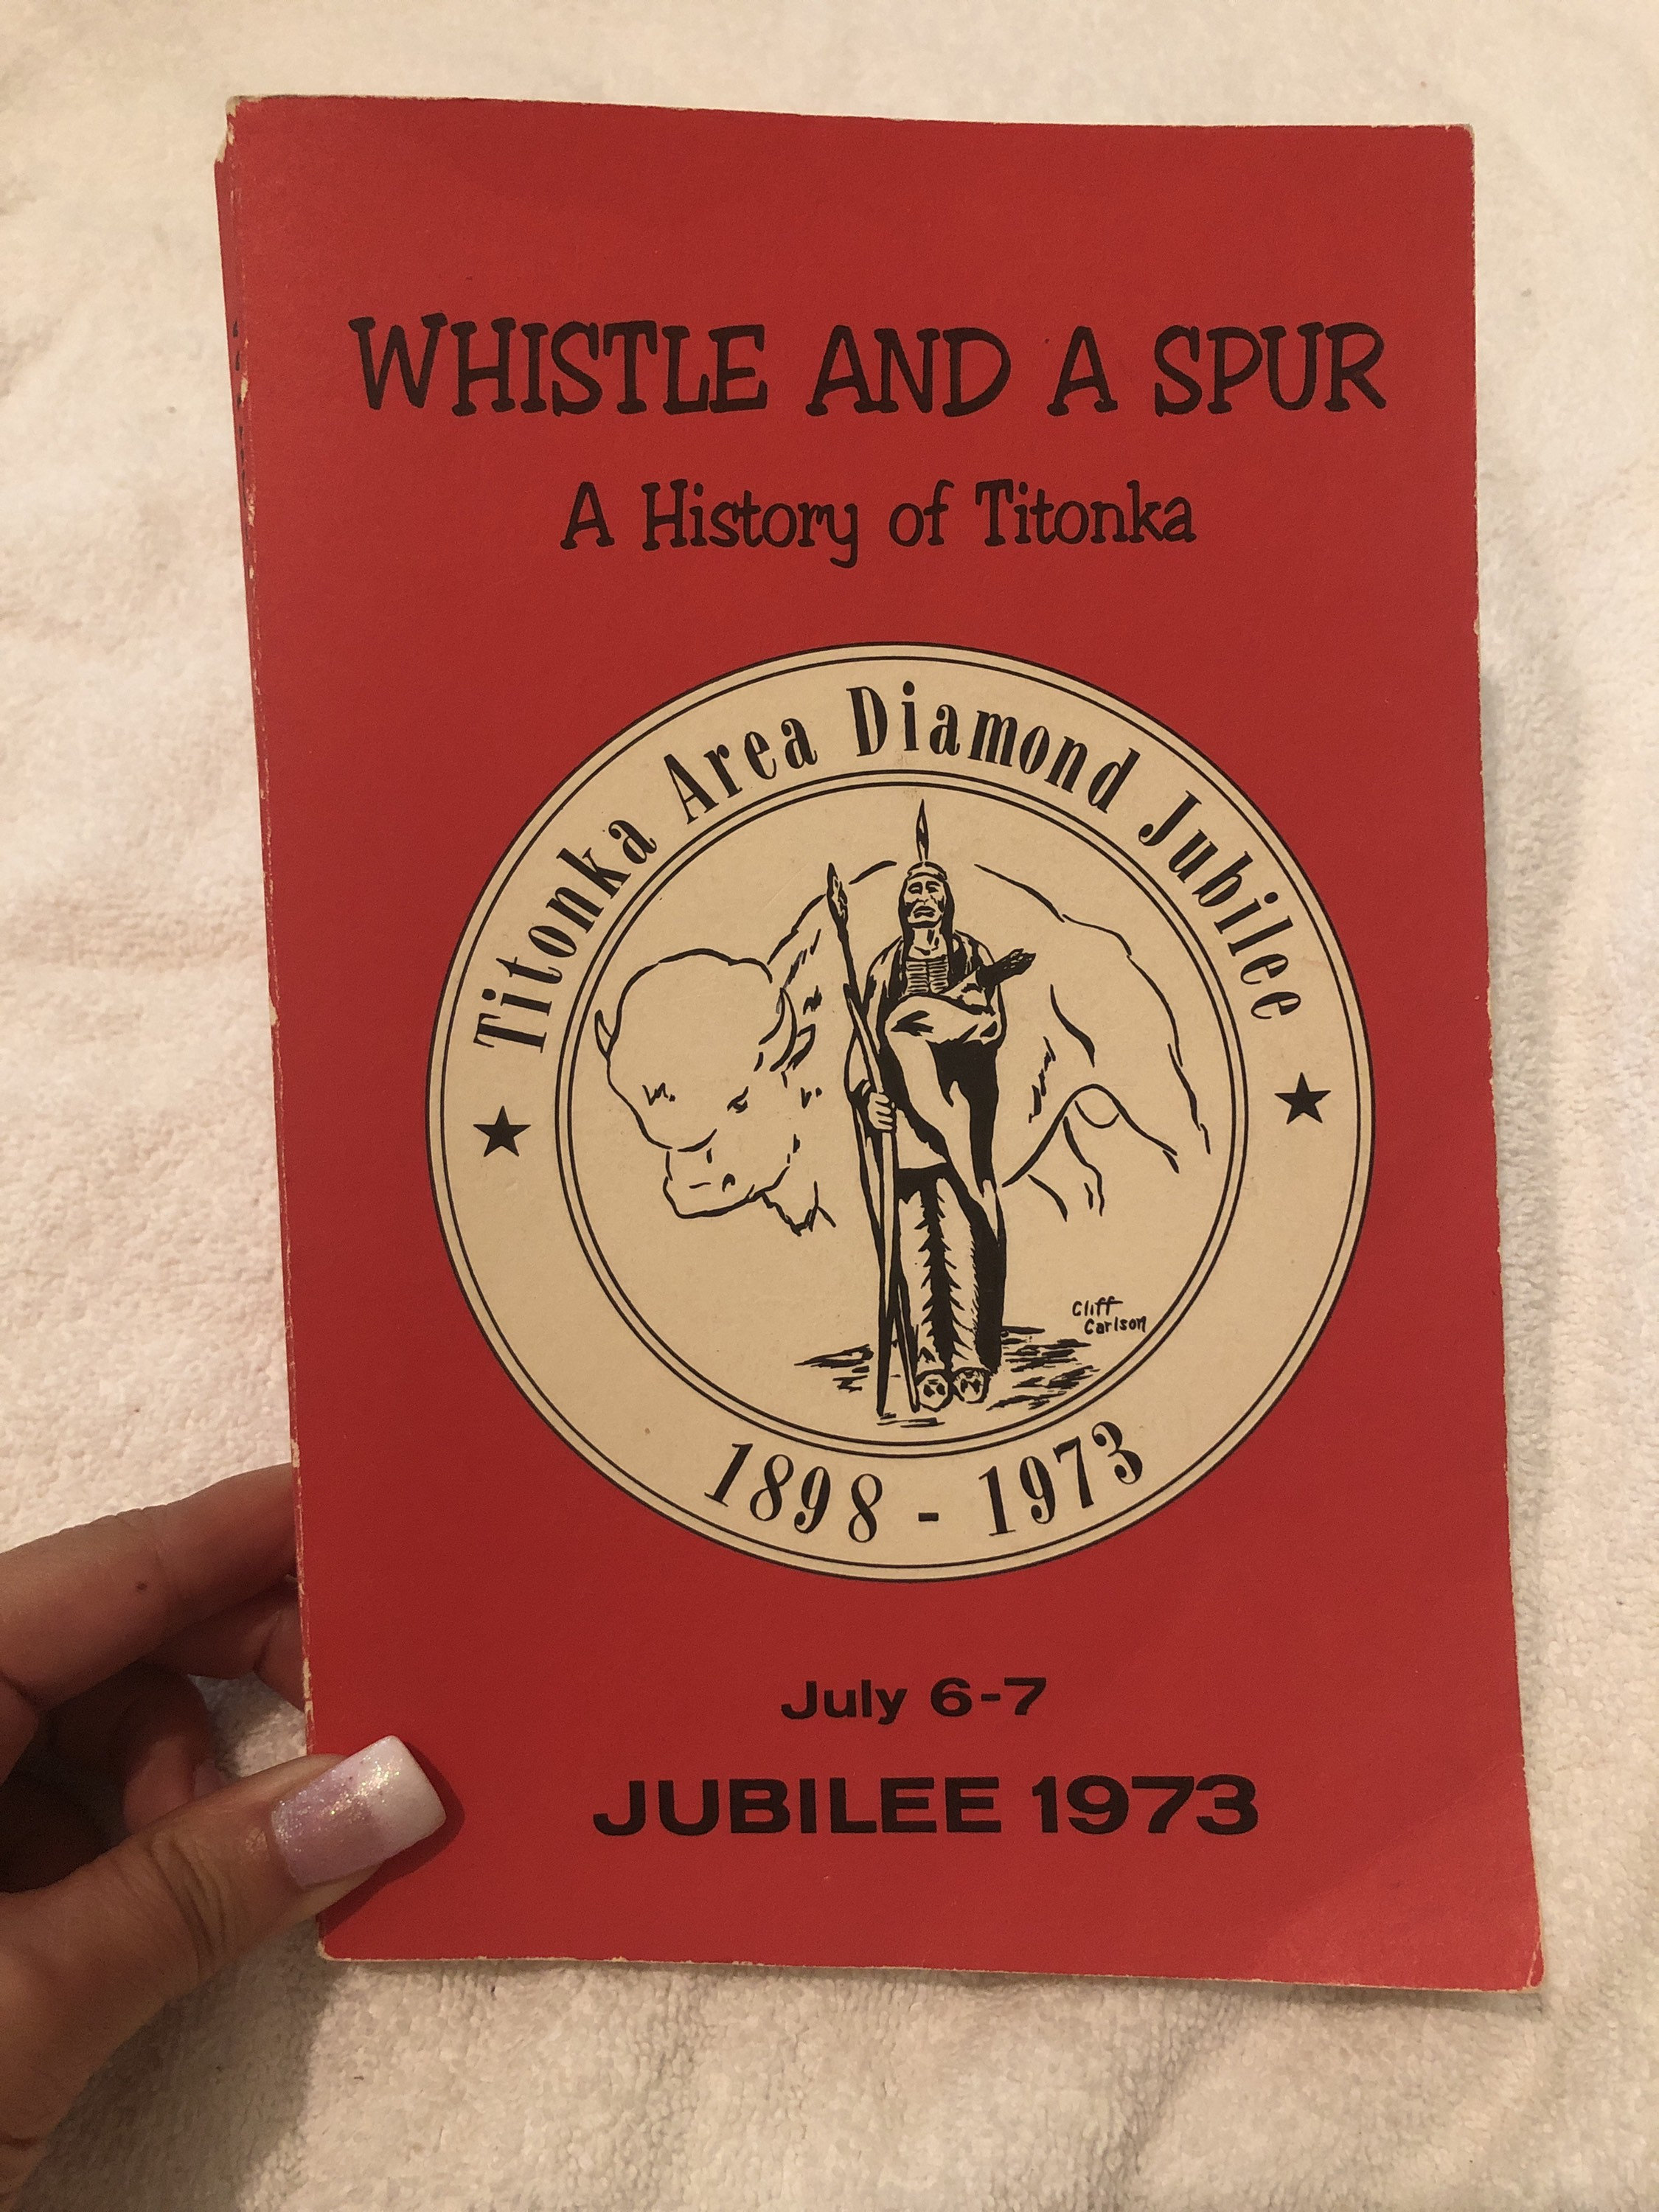 WHISTLE AND A SPUR
A History of Titonka
Titonka Area Diamond Jubilee
Cliff
Carlson
1898 - 1973
July 6-7
JUBILEE 1973